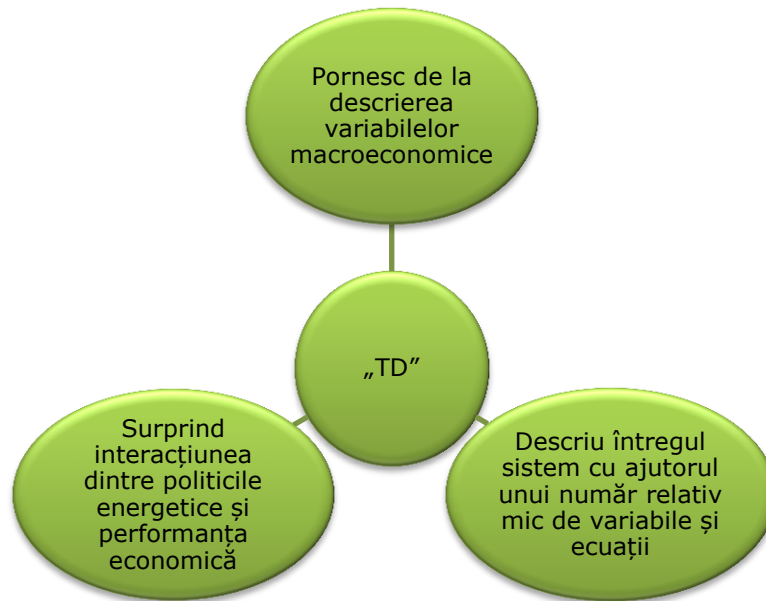 Pornesc de la
descrierea
variabilelor
macroeconomice
„TD”
Surprind
interacțiunea
dintre politicile
energetice și
performanța
economică
Descriu întregul
sistem cu ajutorul
unui număr relativ
mic de variabile și
ecuații